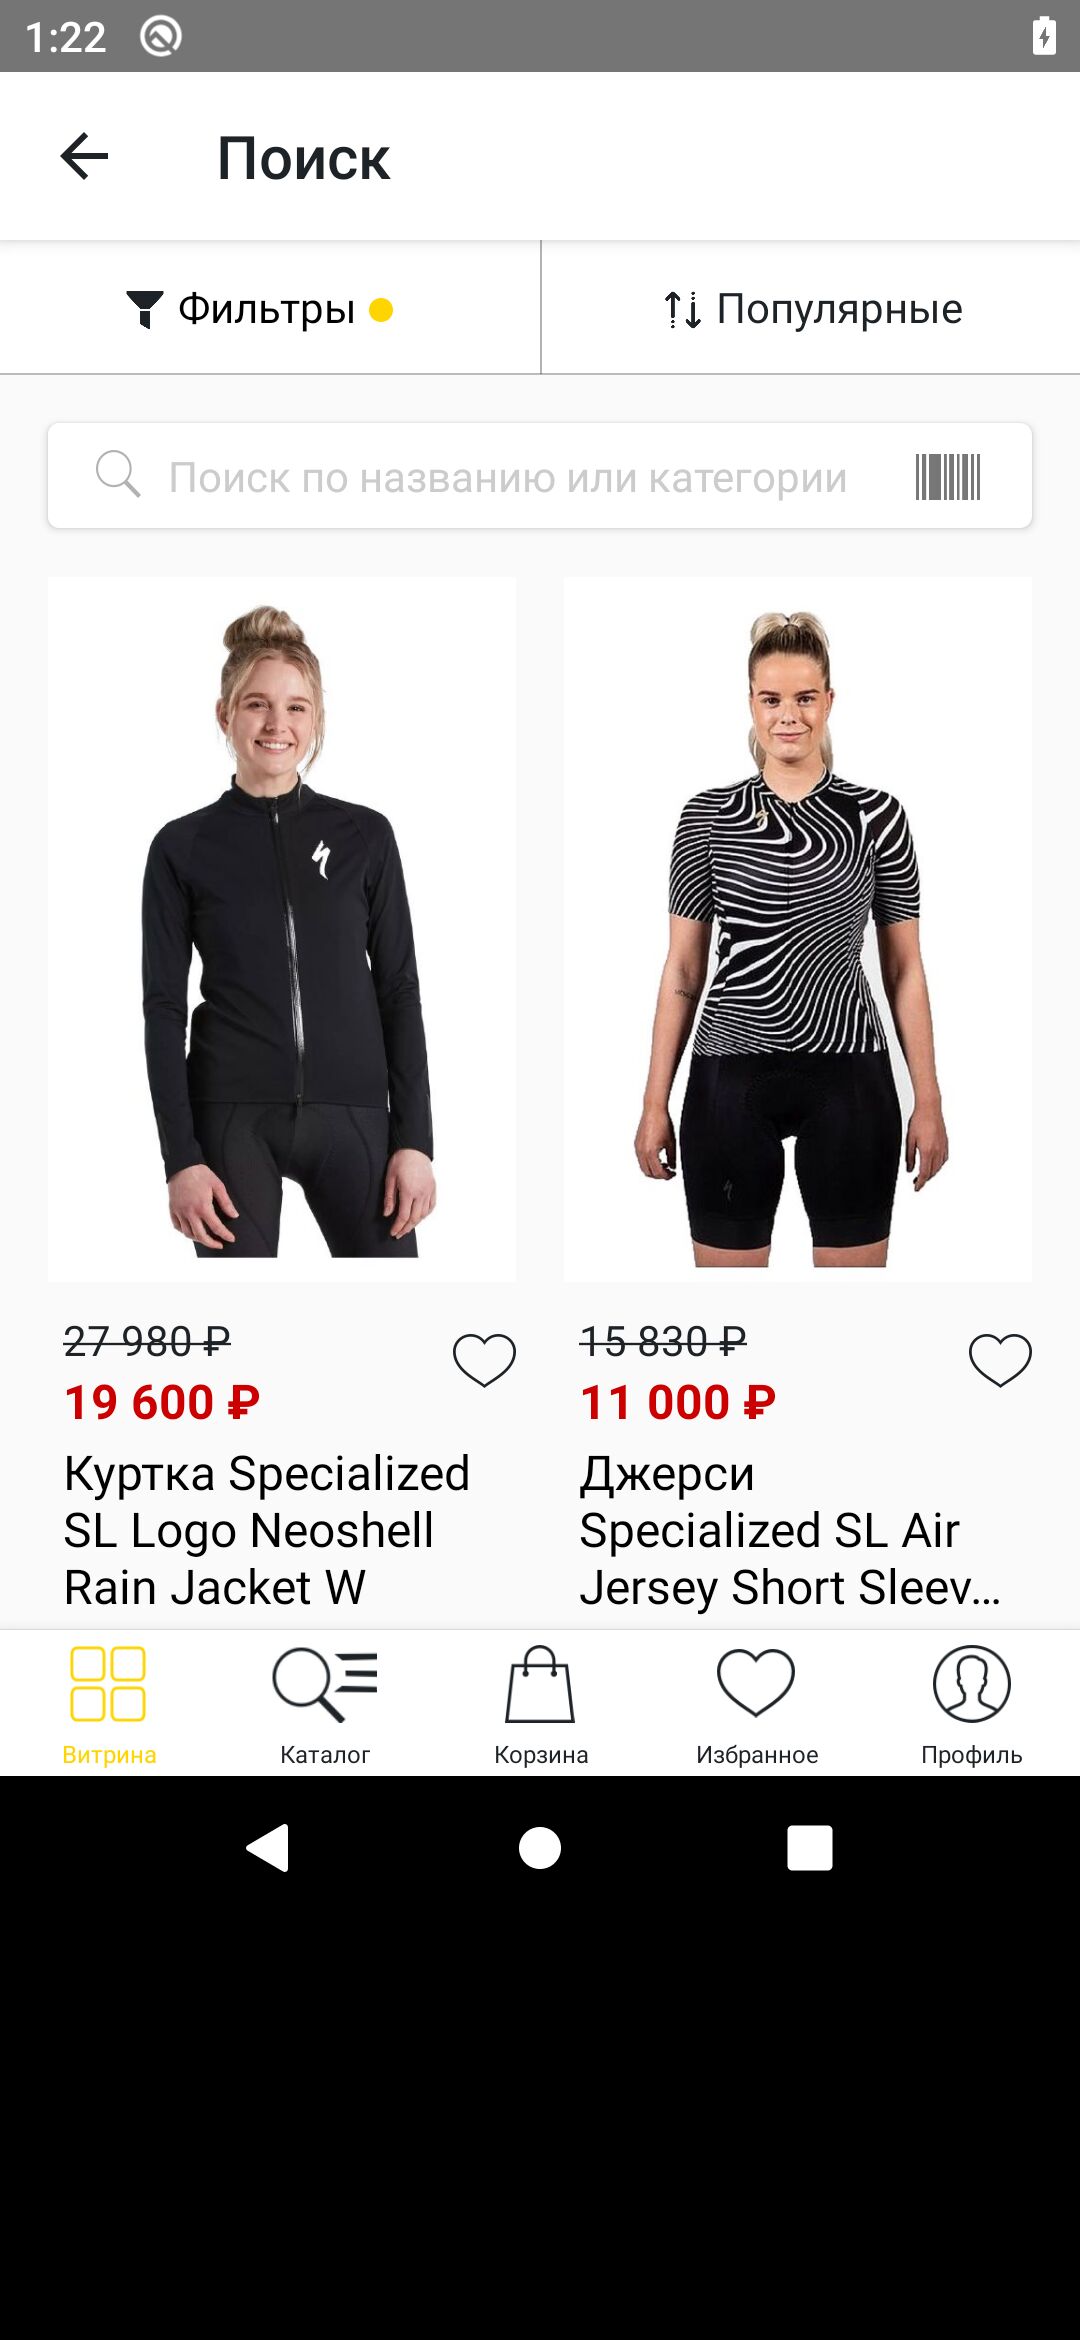 1:22
Поиск
Фильтры
Популярные
Поиск по названию или категории
27 980 ₽
19 600 ₽
Куртка Specialized
SL Logo Neoshell
Rain Jacket W
15 830 ₽
11 000 ₽
Джерси
Specialized SL Air
Jersey Short Sleev...
Витрина
Каталог
Корзина
Избранное
Профиль